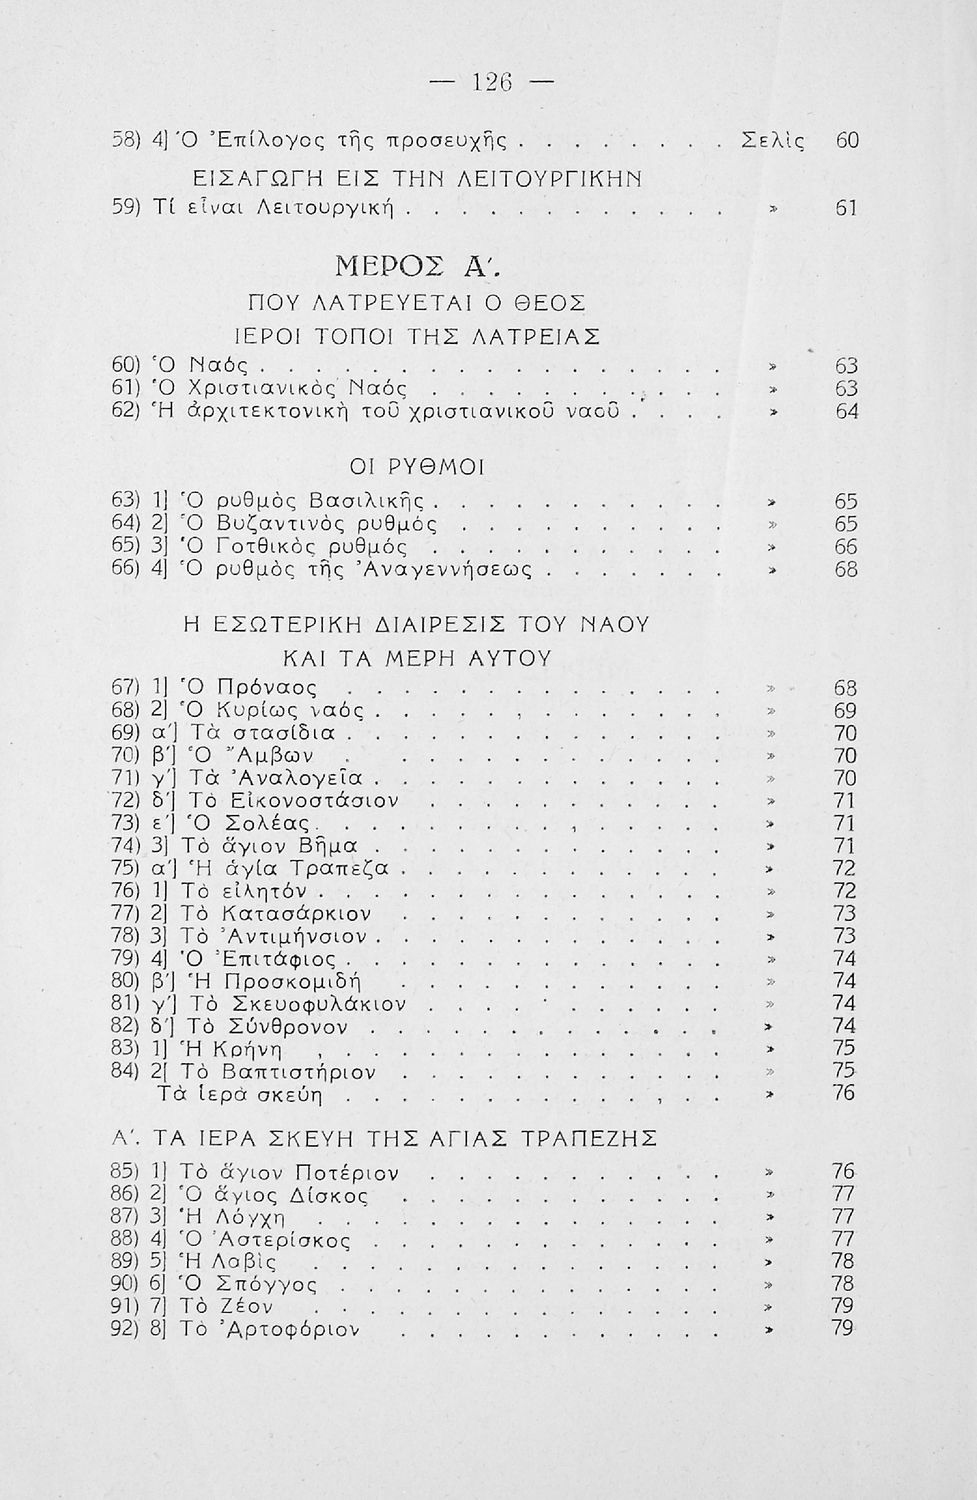 — 126 —
58) 4] Ὁ Ἐπίλογος τῆς προσευχῆς . . . . . . . . Σελὶς 60
ΕΙΣΑΓΩΓΗ ΕΙΣ ΤΗΝ ΛΕΙΤΟΥΡΓΙΚΗΝ
59) Τί εἶναι Λειτουργική . . . . . . . . . . . . » 61
ΜΕΡΟΣ Α΄.
ΠΟΥ ΛΑΤΡΕΥΕΤΑΙ Ο ΘΕΟΣ
ΙΕΡΟΙ ΤΟΠΟΙ ΤΗΣ ΛΑΤΡΕΙΑΣ
60) Ὁ Ναός . . . . . . . . . . . . . . . . . » 63
61) Ὁ Χριστιανικὸς Ναός . . . . . . . . . . . » 63
62) Ἡ ἀρχιτεκτονικὴ τοῦ χριστιανικοῦ ναοῦ . . . . » 64
ΟΙ ΡΥΘΜΟΙ
63) 1] Ὁ ρυθμὸς Βασιλικῆς . . . . . . . . . . . » 65
64) 2] Ὁ Βυζαντινὸς ρυθμός . . . . . . . . . . » 65
65) 3] Ὁ Γοτθικὸς ρυθμός . . . . . . . . . . . » 66
66) 4] Ὁ ρυθμὸς τῆς Ἀναγεννήσεως . . . . . . . » 68
Η ΕΣΩΤΕΡΙΚΗ ΔΙΑΙΡΕΣΙΣ ΤΟΥ ΝΑΟΥ
ΚΑΙ ΤΑ ΜΕΡΗ ΑΥΤΟΥ
67) 1] Ὁ Πρόναος . . . . . . . . . . . . . . » 68
68) 2] Ὁ Κυρίως ναός . . . . . . . . . . . . . » 69
69) α΄] Τὰ στασίδια . . . . . . . . . . . . . . » 70
70) β΄] Ὁ Ἄμβων . . . . . . . . . . . . . . » 70
71) γ΄] Τὰ Ἀναλογεῖα . . . . . . . . . . . . . » 70
72) δ΄] Τὸ Εἰκονοστάσιον . . . . . . . . . . . » 71
73) ε΄] Ὁ Σολέας . . . . . . . . . . . . . . . » 71
74) 3] Τὸ ἅγιον Βῆμα . . . . . . . . . . . . . » 71
75) α΄] Ἡ ἁγία Τραπεζα . . . . . . . . . . . . » 72
76) 1] Τὸ εἰλητόν . . . . . . . . . . . . . . . » 72
77) 2] Τὸ Κατασάρκιον . . . . . . . . . . . . » 73
78) 3] Τὸ Ἀντιμήνσιον . . . . . . . . . . . . . » 73
79) 4] Ὁ Ἐπιτάφιος . . . . . . . . . . . . . . » 74
80) β΄] Ἡ Προσκομιδή . . . . . . . . . . . . » 74
81) γ΄] Τὸ Σκευοφυλάκιον . . . . . . . . . . . » 74
82) δ΄] Τὸ Σύνθρονον . . . . . . . . . . . . . » 74
83) 1] Ἡ Κρήνη . . . . . . . . . . . . . . . » 75
84) 2[ Τὸ Βαπτιστήριον . . . . . . . . . . . . » 75
Τὰ ἱερὰ σκεύη . . . . . . . . . . . . . . » 76
Α΄. ΤΑ ΙΕΡΑ ΣΚΕΥΗ ΤΗΣ ΑΓΙΑΣ ΤΡΑΠΕΖΗΣ
85) 1] Τὸ ἅγιον Ποτέριον . . . . . . . . . . . » 76
86) 2] Ὁ ἅγιος Δίσκος . . . . . . . . . . . . » 77
87) 3] Ἡ Λόγχη . . . . . . . . . . . . . . . » 77
88) 4] Ὁ Ἀστερίσκος . . . . . . . . . . . . . » 77
89) 5] Ἡ Λαβὶς . . . . . . . . . . . . . . . » 78
90) 6] Ὁ Σπόγγος . . . . . . . . . . . . . . » 78
91) 7] Τὸ Ζέον . . . . . . . . . . . . . . . » 79
92) 8] Τὸ Ἀρτοφόριον . . . . . . . . . . . . » 79